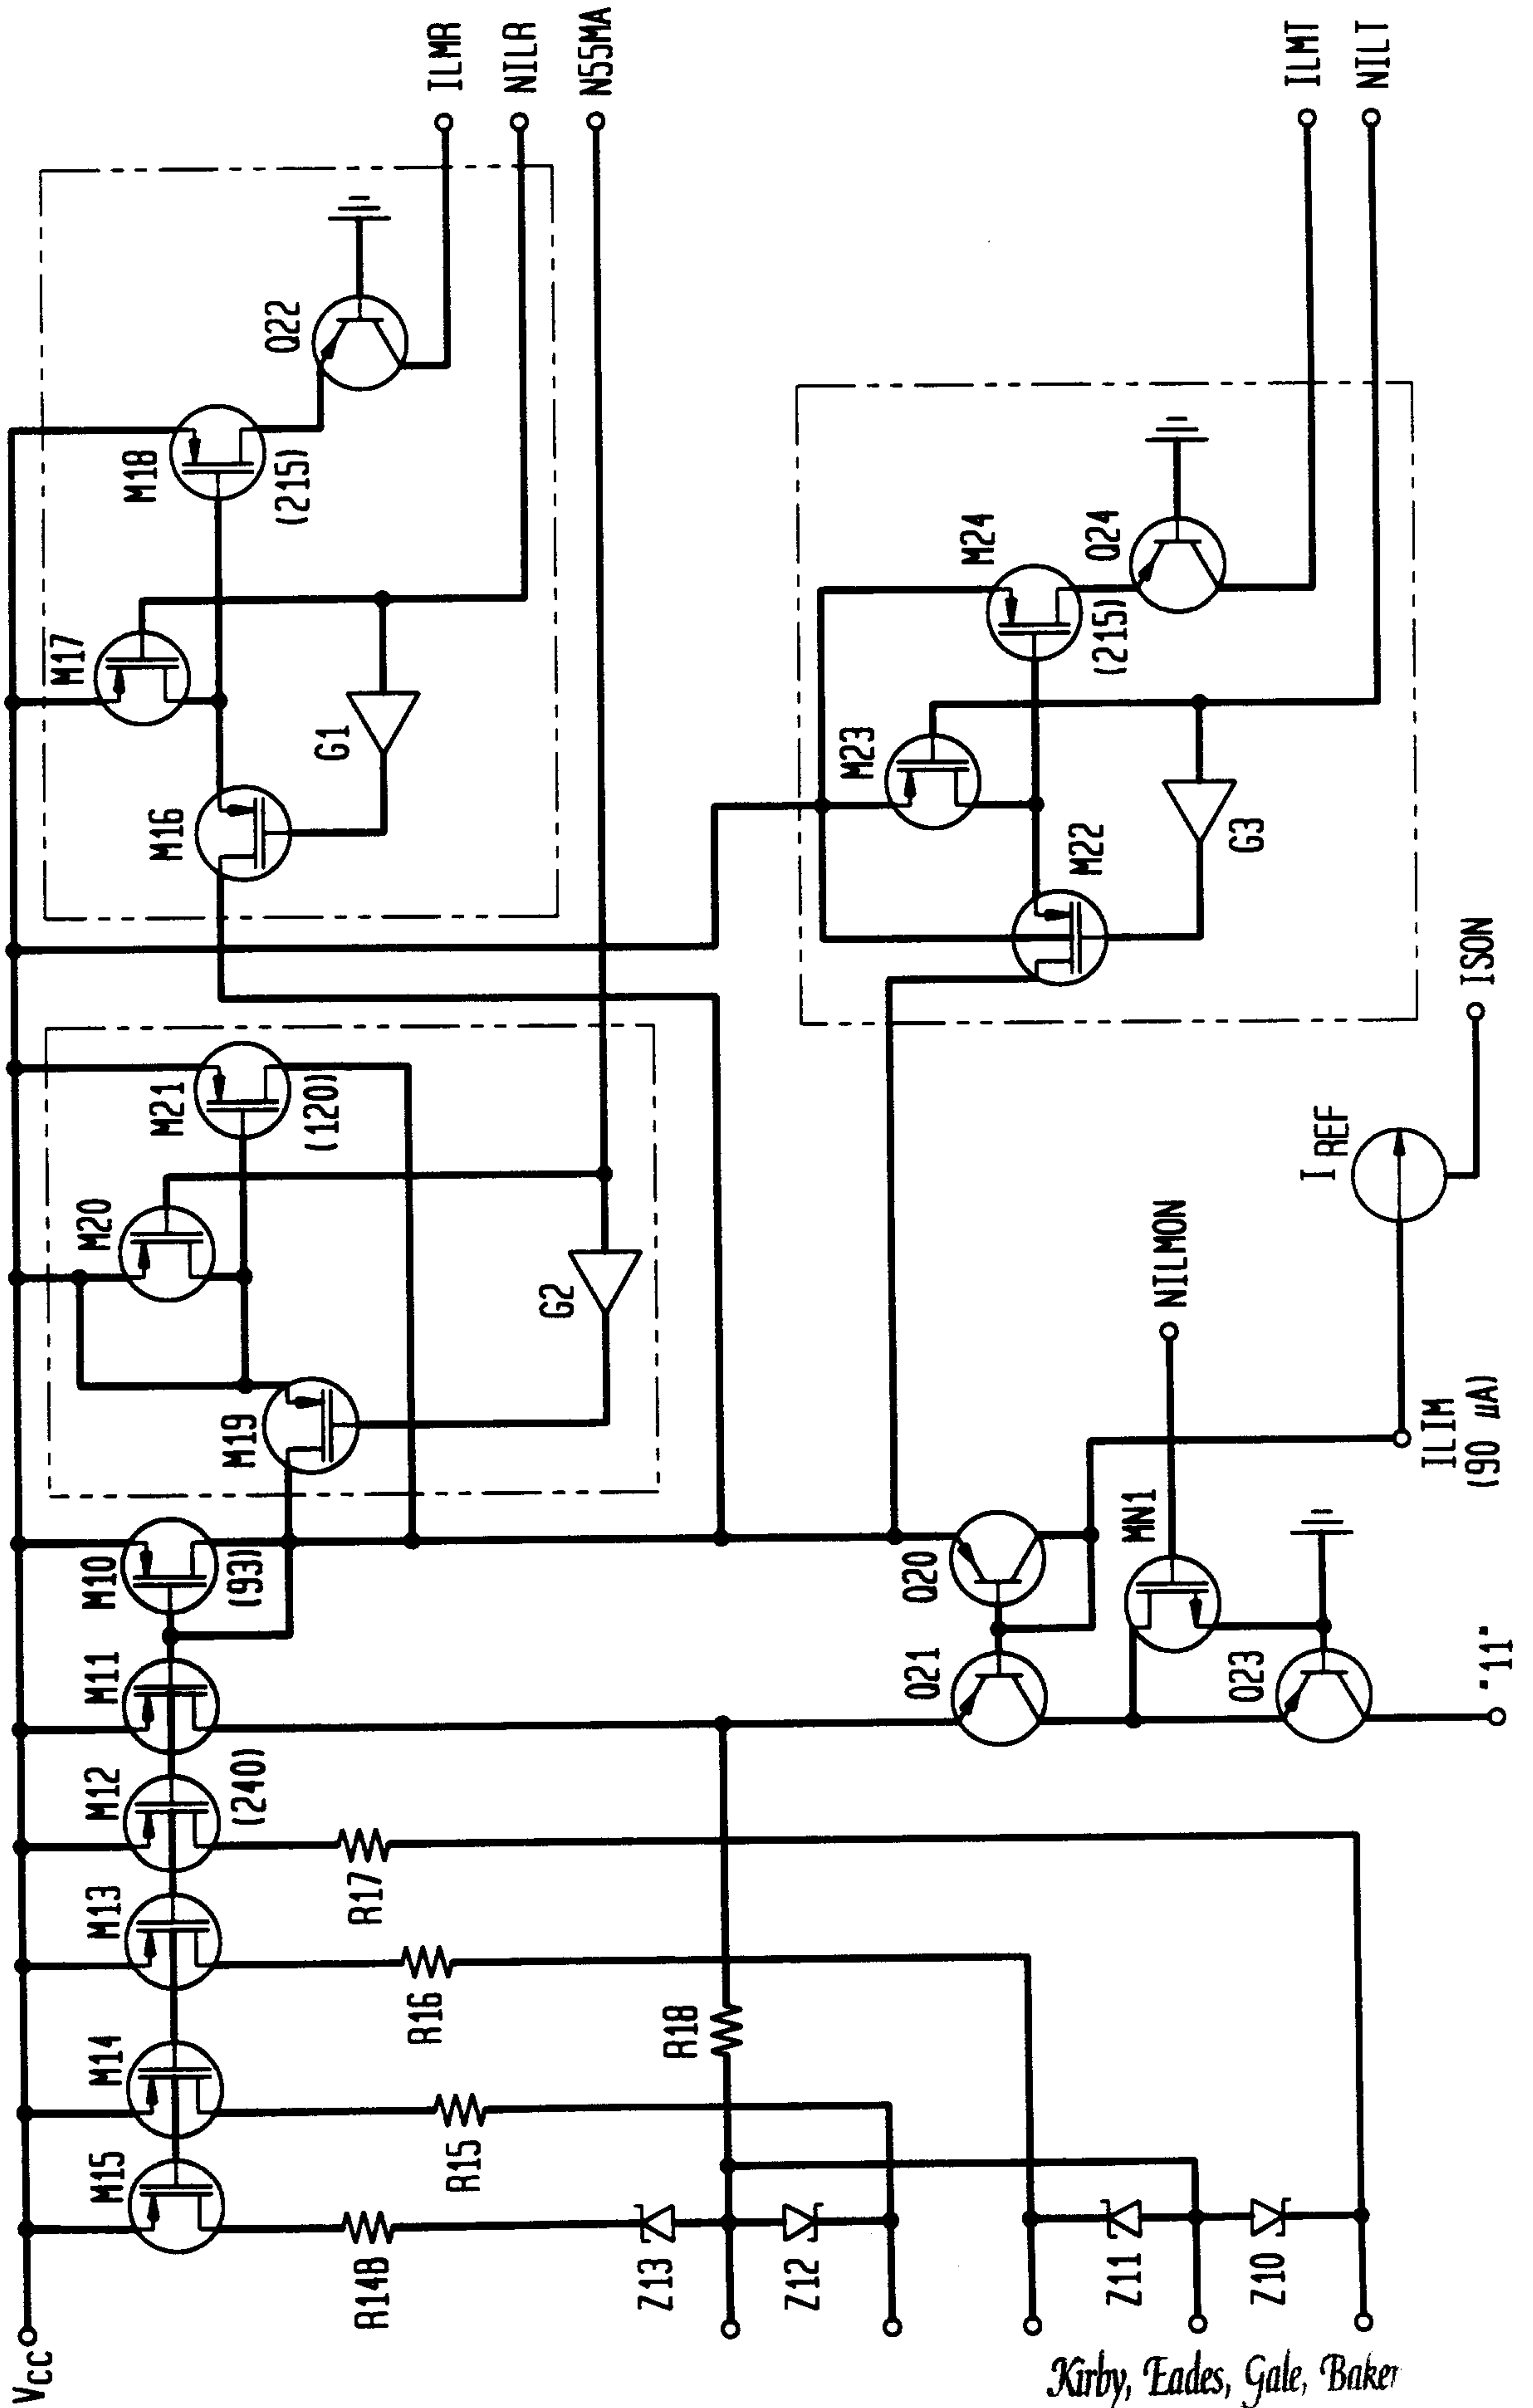 VCC
M15
M14
M13
M12
(240)
M11
M10
(93)
M19
M20
M21
(120)
G2
M16
M17
G1
M18
(215)
Q22
ILMR
NILR
N55MA
R14B
R15
R16
R17
R18
Z13
Z12
Z11
Z10
Q21
Q20
MN1
Q23
"11"
NILMON
ILIM
(90 µA)
IREF
ISON
M22
M23
G3
M24
(215)
Q24
ILMT
NILT
Kirby, Eades, Gale, Baker